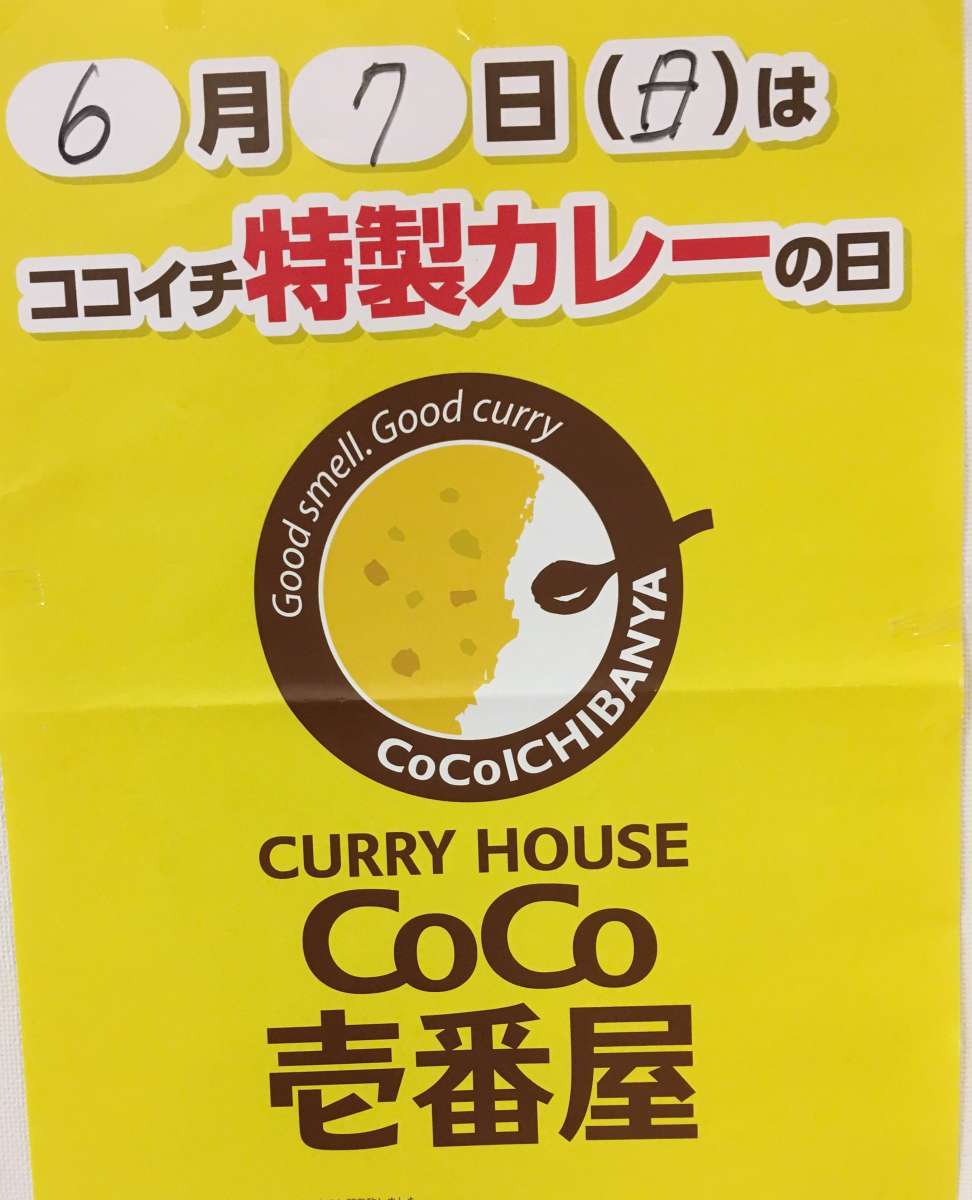 6月7日(日)は
ココイチ特製カレーの日
Good smell. Good curry
CoCoICHIBANYA
CURRY HOUSE
CoCo
壱番屋